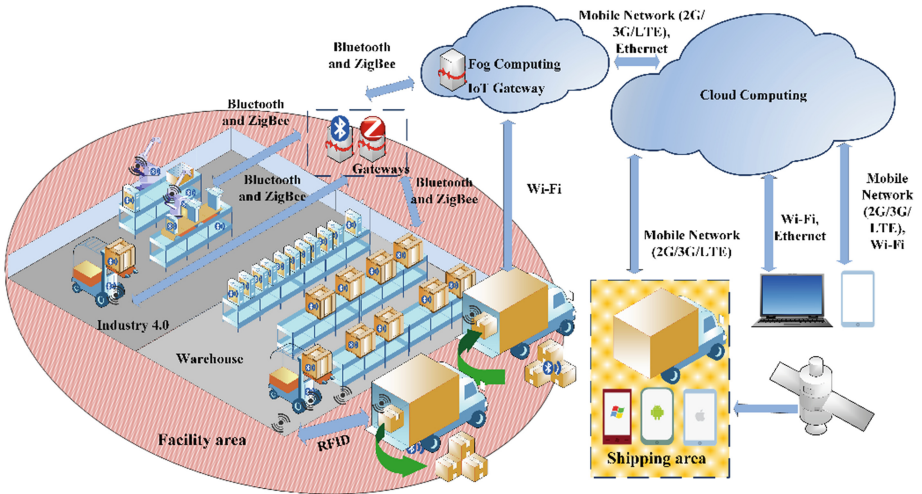 Mobile Network (2G/
3G/LTE),
Ethernet
Bluetooth
and ZigBee
Fog Computing
IoT Gateway
Cloud Computing
Bluetooth
and ZigBee
Gateways
Bluetooth
and ZigBee
Bluetooth
and ZigBee
Wi-Fi
Mobile Network
(2G/3G/LTE)
Wi-Fi,
Ethernet
Mobile
Network
(2G/3G/
LTE),
Wi-Fi
Industry 4.0
Warehouse
Facility area
RFID
Shipping area